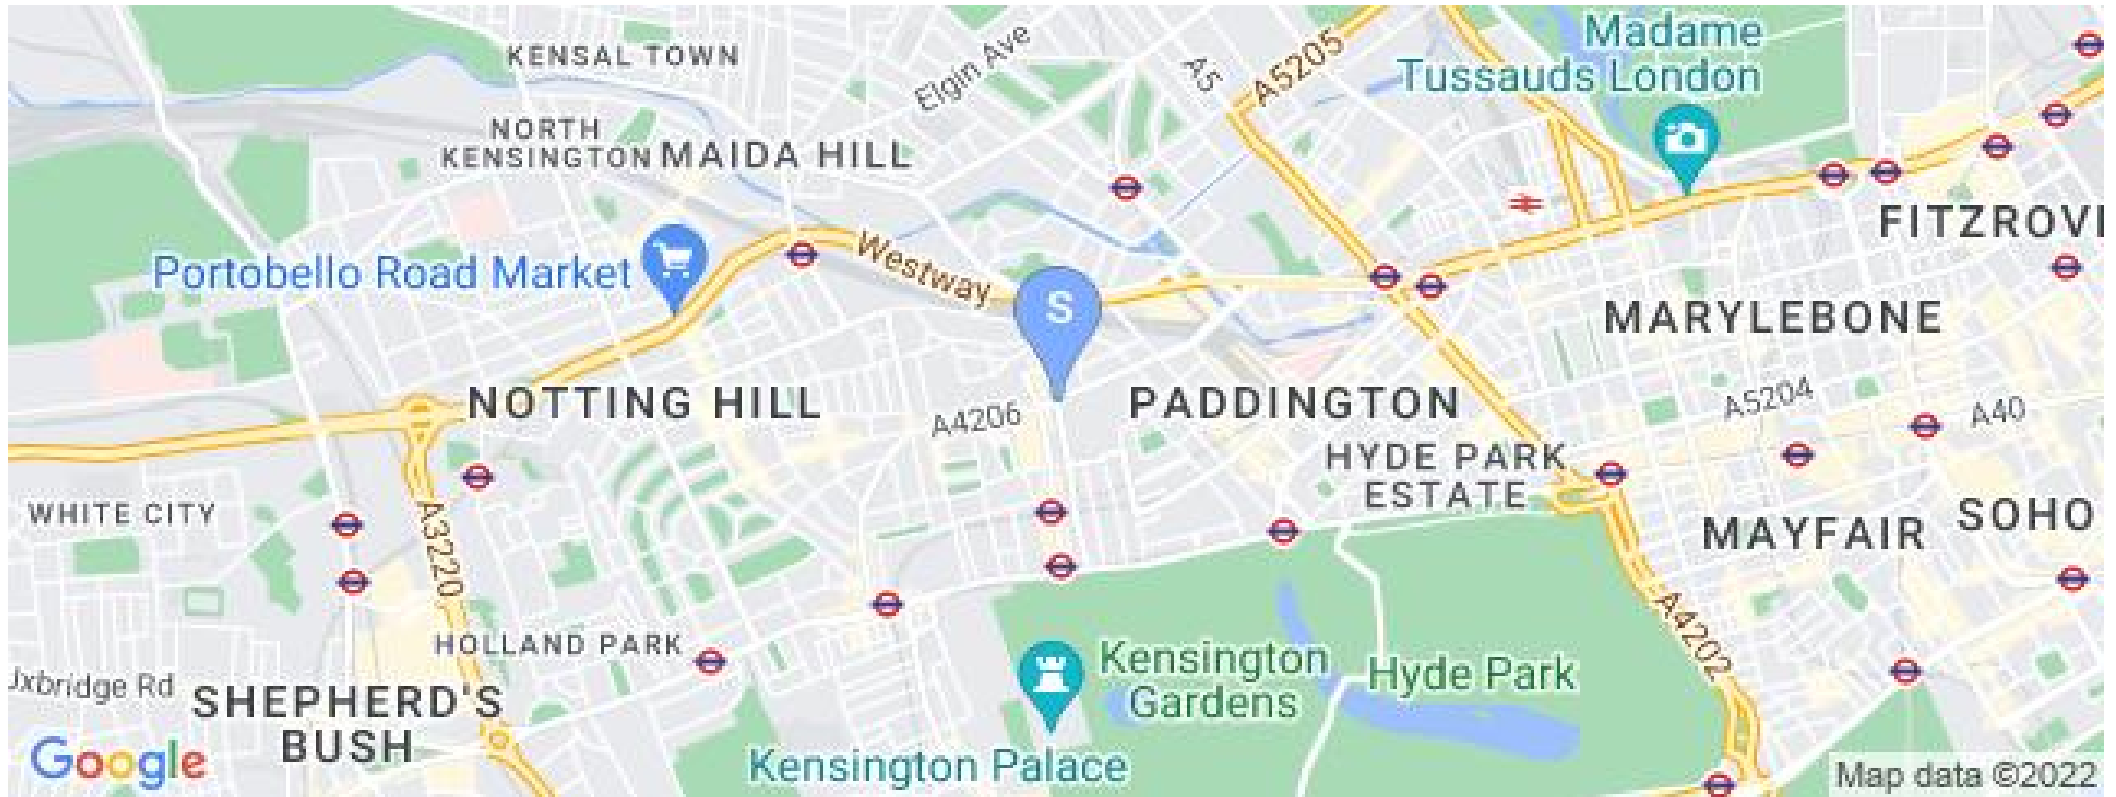 Madame
Tussauds London
KENSAL TOWN
Elgin Ave
A5
A5205
NORTH
KENSINGTON
MAIDA HILL
FITZROVI
Portobello Road Market
Westway
S
MARYLEBONE
NOTTING HILL
A4206
PADDINGTON
A5204
A40
HYDE PARK
ESTATE
WHITE CITY
A3220
MAYFAIR
SOHO
A4202
HOLLAND PARK
Kensington
Gardens
Hyde Park
Jxbridge Rd
SHEPHERD'S
BUSH
Kensington Palace
Google
Map data ©2022